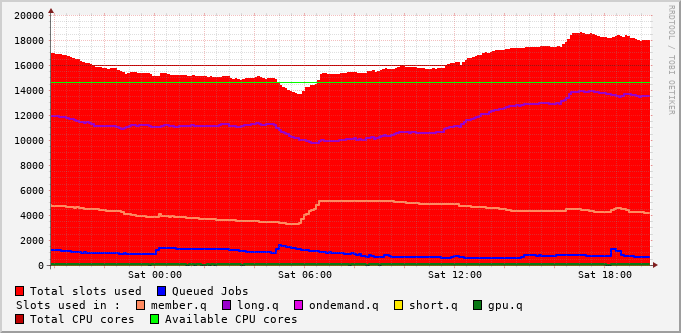 20000
18000
16000
14000
12000
10000
8000
6000
4000
2000
0
Sat 00:00 Sat 06:00 Sat 12:00 Sat 18:00
Total slots used Queued Jobs
Slots used in : member.q long.q ondemand.q short.q gpu.q
Total CPU cores Available CPU cores
RRDTOOL / TOBI OETIKER